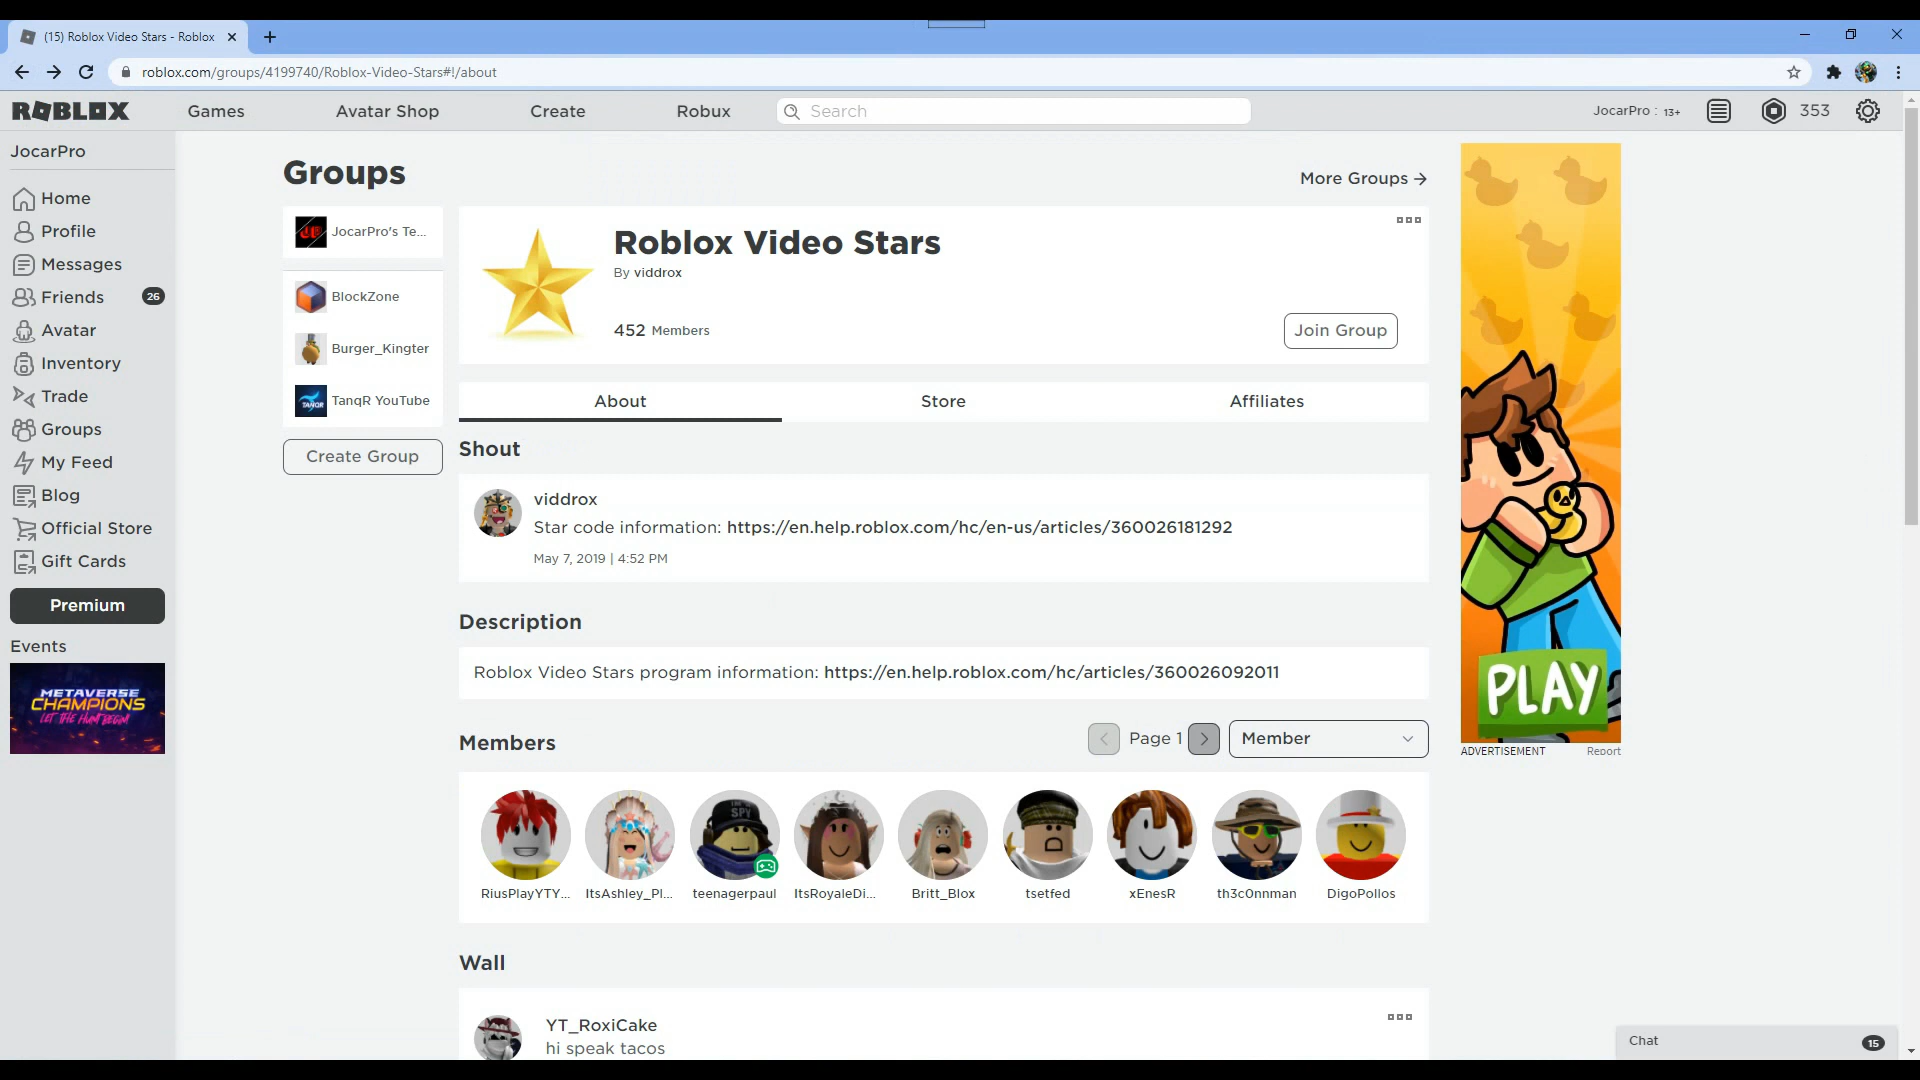 (15) Roblox Video Stars - Roblox
roblox.com/groups/4199740/Roblox-Video-Stars#!/about
ROBLOX
Games
Avatar Shop
Create
Robux
Search
JocarPro : 13+
353
JocarPro
Home
Profile
Messages
Friends
26
Avatar
Inventory
Trade
Groups
My Feed
Blog
Official Store
Gift Cards
Premium
Events
METAVERSE
CHAMPIONS
LET THE HUNT BEGIN!
Groups
More Groups
JocarPro's Te...
BlockZone
Burger_Kingter
TANQR
TanqR YouTube
Create Group
Roblox Video Stars
By viddrox
452 Members
Join Group
About
Store
Affiliates
Shout
viddrox
Star code information: https://en.help.roblox.com/hc/en-us/articles/360026181292
May 7, 2019 | 4:52 PM
Description
Roblox Video Stars program information: https://en.help.roblox.com/hc/articles/360026092011
Members
Page 1
Member
SPY
RiusPlayYTY...
ItsAshley_Pl...
teenagerpaul
ItsRoyaleDi...
Britt_Blox
tsetfed
xEnesR
th3c0nnman
DigoPollos
Wall
YT_RoxiCake
hi speak tacos
PLAY
ADVERTISEMENT
Report
Chat
15